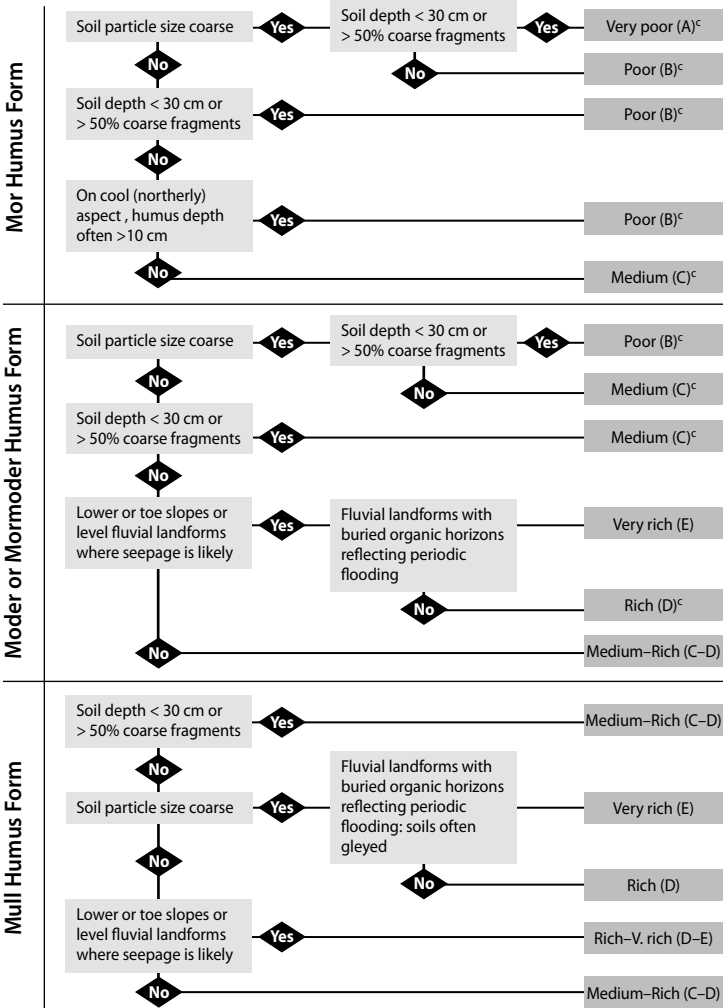 Mor Humus Form
Soil particle size coarse
Yes
Soil depth < 30 cm or
> 50% coarse fragments
Yes
Very poor (A)c
No
No
Poor (B)c
Soil depth < 30 cm or
> 50% coarse fragments
Yes
Poor (B)c
No
On cool (northerly)
aspect , humus depth
often >10 cm
Yes
Poor (B)c
No
Medium (C)c
Moder or Mormoder Humus Form
Soil particle size coarse
Yes
Soil depth < 30 cm or
> 50% coarse fragments
Yes
Poor (B)c
No
No
Medium (C)c
Soil depth < 30 cm or
> 50% coarse fragments
Yes
Medium (C)c
No
Lower or toe slopes or
level fluvial landforms
where seepage is likely
Yes
Fluvial landforms with
buried organic horizons
reflecting periodic
flooding
Very rich (E)
No
Rich (D)c
No
Medium–Rich (C–D)
Mull Humus Form
Soil depth < 30 cm or
> 50% coarse fragments
Yes
Medium–Rich (C–D)
No
Soil particle size coarse
Yes
Fluvial landforms with
buried organic horizons
reflecting periodic
flooding: soils often
gleyed
Very rich (E)
No
No
Rich (D)
Lower or toe slopes or
level fluvial landforms
where seepage is likely
Yes
Rich–V. rich (D–E)
No
Medium–Rich (C–D)